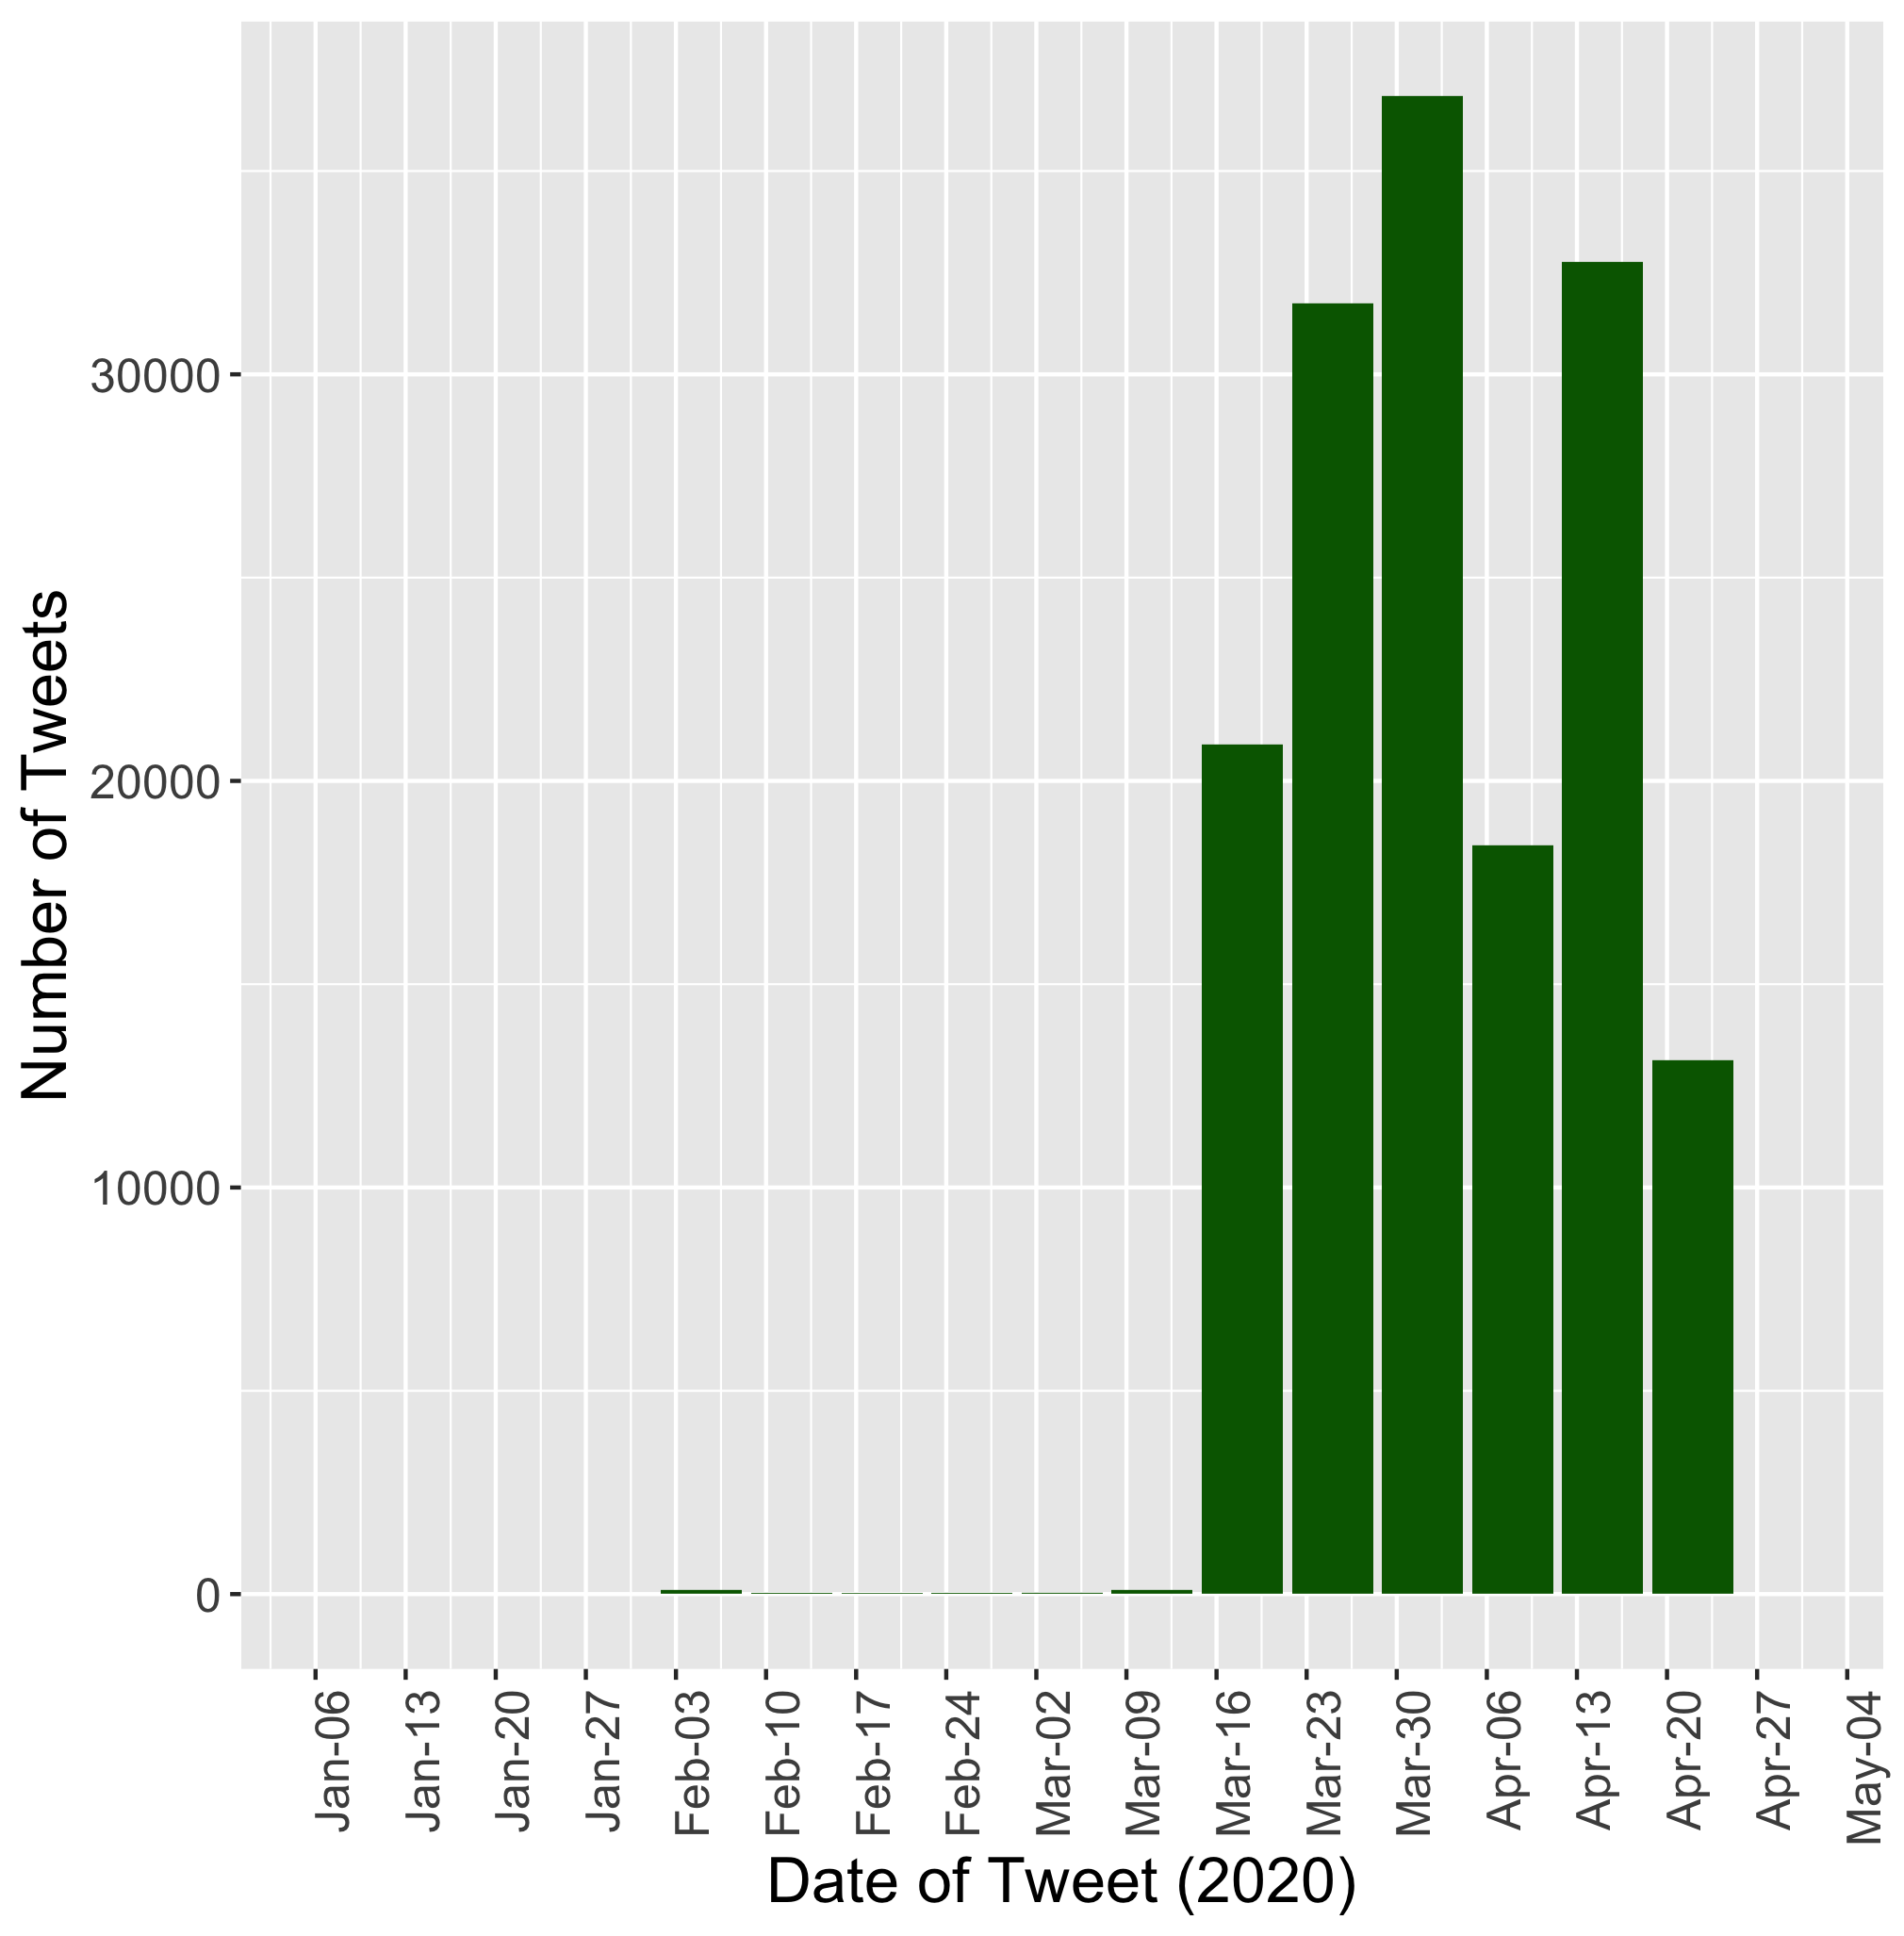 Number of Tweets
30000
20000
10000
0
Jan-06
Jan-13
Jan-20
Jan-27
Feb-03
Feb-10
Feb-17
Feb-24
Mar-02
Mar-09
Mar-16
Mar-23
Mar-30
Apr-06
Apr-13
Apr-20
Apr-27
May-04
Date of Tweet (2020)